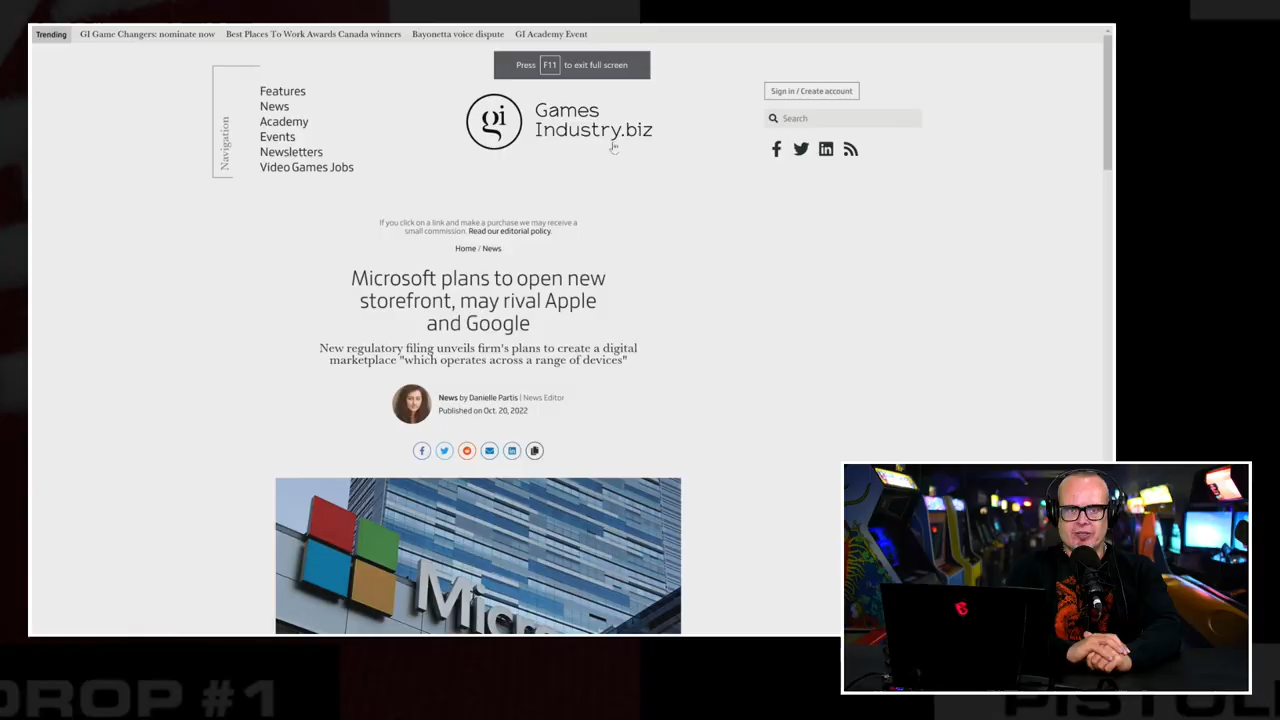 Trending GI Game Changers: nominate now Best Places To Work Awards Canada winners Bayonetta voice dispute GI Academy Event
Press F11 to exit full screen
Navigation
Features
News
Academy
Events
Newsletters
Video Games Jobs
gi
Games
Industry.biz
Sign in / Create account
Search
If you click on a link and make a purchase we may receive a
small commission. Read our editorial policy.
Home / News
Microsoft plans to open new
storefront, may rival Apple
and Google
New regulatory filing unveils firm's plans to create a digital
marketplace "which operates across a range of devices"
News by Danielle Partis | News Editor
Published on Oct. 20, 2022
Micro
DROP #1
PISTOL